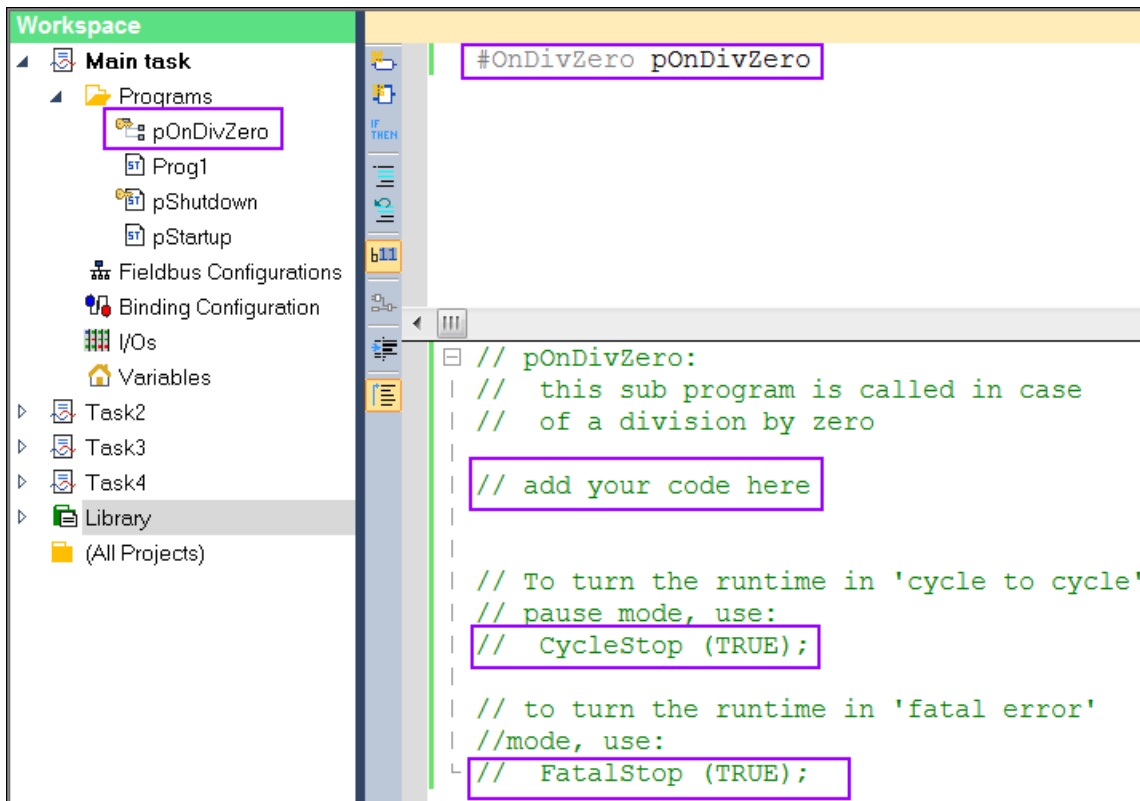 Workspace
Main task
Programs
pOnDivZero
Prog1
pShutdown
pStartup
Fieldbus Configurations
Binding Configuration
I/Os
Variables
Task2
Task3
Task4
Library
(All Projects)
IF
THEN
b11
#OnDivZero pOnDivZero
// pOnDivZero:
//  this sub program is called in case
//  of a division by zero
// add your code here
// To turn the runtime in 'cycle to cycle'
// pause mode, use:
//  CycleStop (TRUE);
// to turn the runtime in 'fatal error'
//mode, use:
//  FatalStop (TRUE);